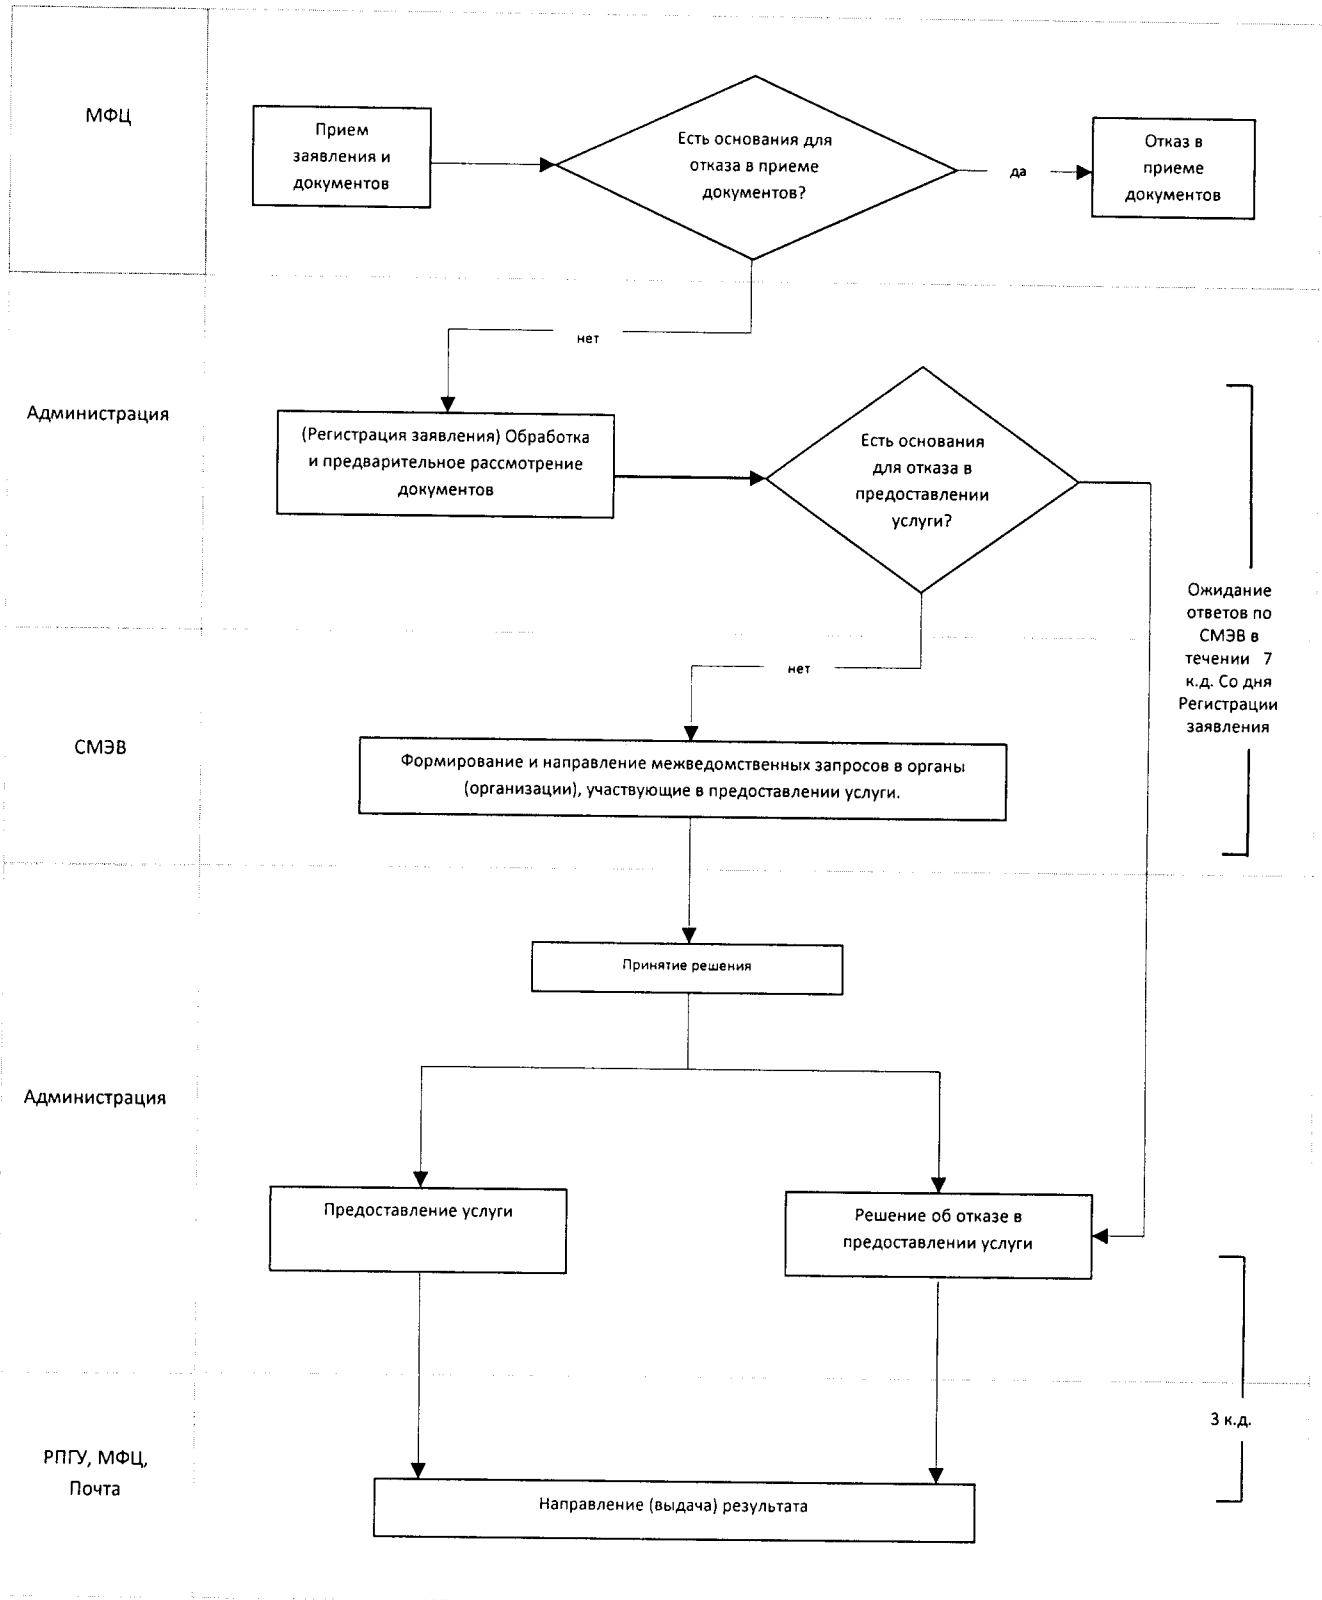 МФЦ
Прием
заявления и
документов
Есть основания для
отказа в приеме
документов?
да
Отказ в
приеме
документов
нет
Администрация
(Регистрация заявления) Обработка
и предварительное рассмотрение
документов
Есть основания
для отказа в
предоставлении
услуги?
Ожидание
ответов по
СМЭВ в
течении 7
к.д. Со дня
Регистрации
заявления
нет
СМЭВ
Формирование и направление межведомственных запросов в органы
(организации), участвующие в предоставлении услуги.
Принятие решения
Администрация
Предоставление услуги
Решение об отказе в
предоставлении услуги
3 к.д.
РПГУ, МФЦ,
Почта
Направление (выдача) результата